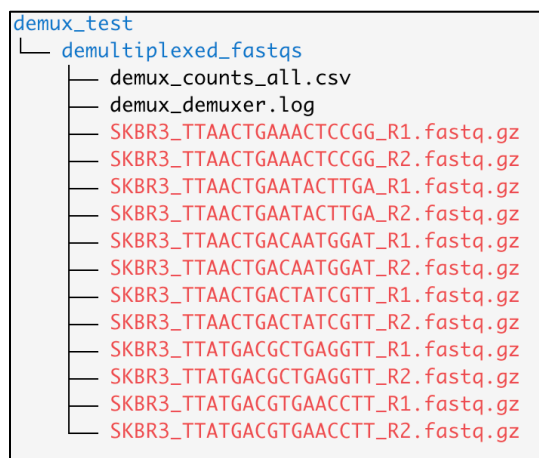 demux_test
demultiplexed_fastqs
demux_counts_all.csv
demux_demuxer.log
SKBR3_TTAACTGAAACTCCGG_R1.fastq.gz
SKBR3_TTAACTGAAACTCCGG_R2.fastq.gz
SKBR3_TTAACTGAATACTTGA_R1.fastq.gz
SKBR3_TTAACTGAATACTTGA_R2.fastq.gz
SKBR3_TTAACTGACAATGGAT_R1.fastq.gz
SKBR3_TTAACTGACAATGGAT_R2.fastq.gz
SKBR3_TTAACTGACTATCGTT_R1.fastq.gz
SKBR3_TTAACTGACTATCGTT_R2.fastq.gz
SKBR3_TTATGACGCTGAGGTT_R1.fastq.gz
SKBR3_TTATGACGCTGAGGTT_R2.fastq.gz
SKBR3_TTATGACGTGAACCTT_R1.fastq.gz
SKBR3_TTATGACGTGAACCTT_R2.fastq.gz